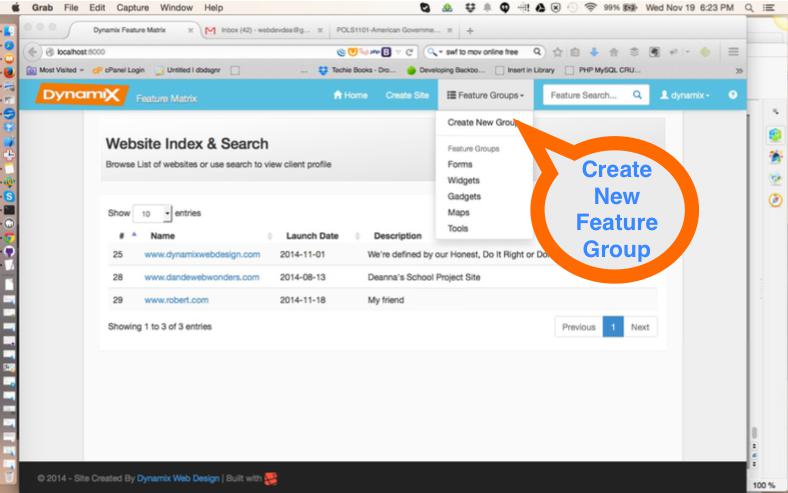 Grab File Edit Capture Window Help
99% Wed Nov 19 6:23 PM
Dynamix Feature Matrix
Inbox (42) - webdevdea@g...
POLS1101-American Governme...
localhost:8000
swf to mov online free
Most Visited
cPanel Login
Untitled | dbdsgnr
Techie Books - Dro...
Developing Backbo...
Insert in Library
PHP MySQL CRU...
DynamiX
Feature Matrix
Home
Create Site
Feature Groups
Feature Search...
dynamix
Create New Group
Feature Groups
Forms
Widgets
Gadgets
Maps
Tools
Website Index & Search
Browse List of websites or use search to view client profile
Create
New
Feature
Group
Show 10 entries
# Name Launch Date Description
25 www.dynamixwebdesign.com 2014-11-01 We're defined by our Honest, Do It Right or Do
28 www.dandewebwonders.com 2014-08-13 Deanna's School Project Site
29 www.robert.com 2014-11-18 My friend
Showing 1 to 3 of 3 entries
Previous 1 Next
© 2014 - Site Created By Dynamix Web Design | Built with
100 %